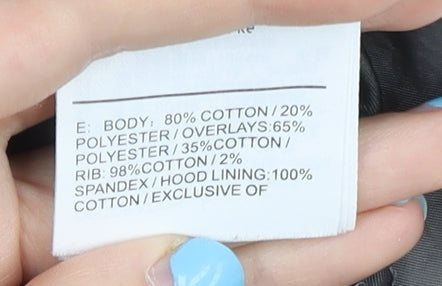 E: BODY: 80% COTTON / 20%
POLYESTER / OVERLAYS:65%
POLYESTER / 35%COTTON /
RIB: 98%COTTON / 2%
SPANDEX / HOOD LINING:100%
COTTON / EXCLUSIVE OF